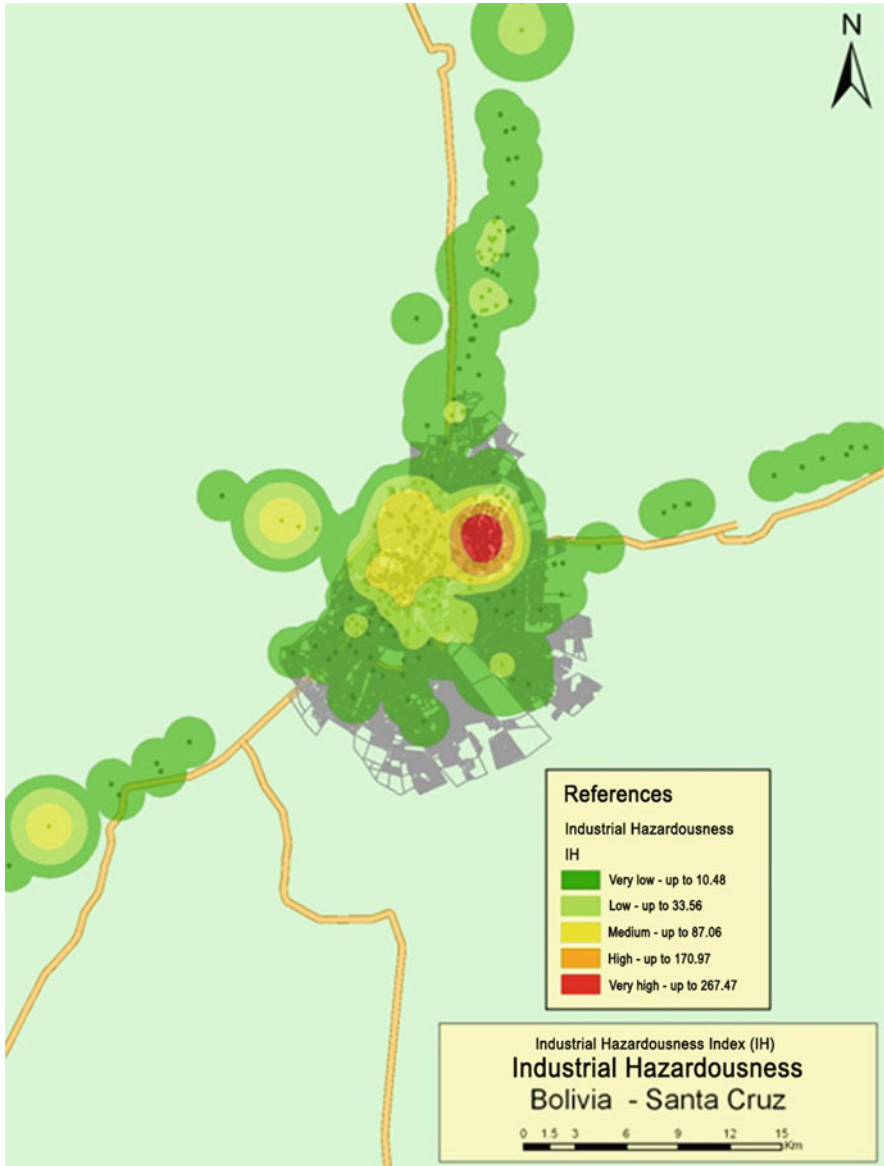 N
References
Industrial Hazardousness
IH
Very low - up to 10.48
Low - up to 33.56
Medium - up to 87.06
High - up to 170.97
Very high - up to 267.47
Industrial Hazardousness Index (IH)
Industrial Hazardousness
Bolivia - Santa Cruz
0 1.5 3 6 9 12 15
Km